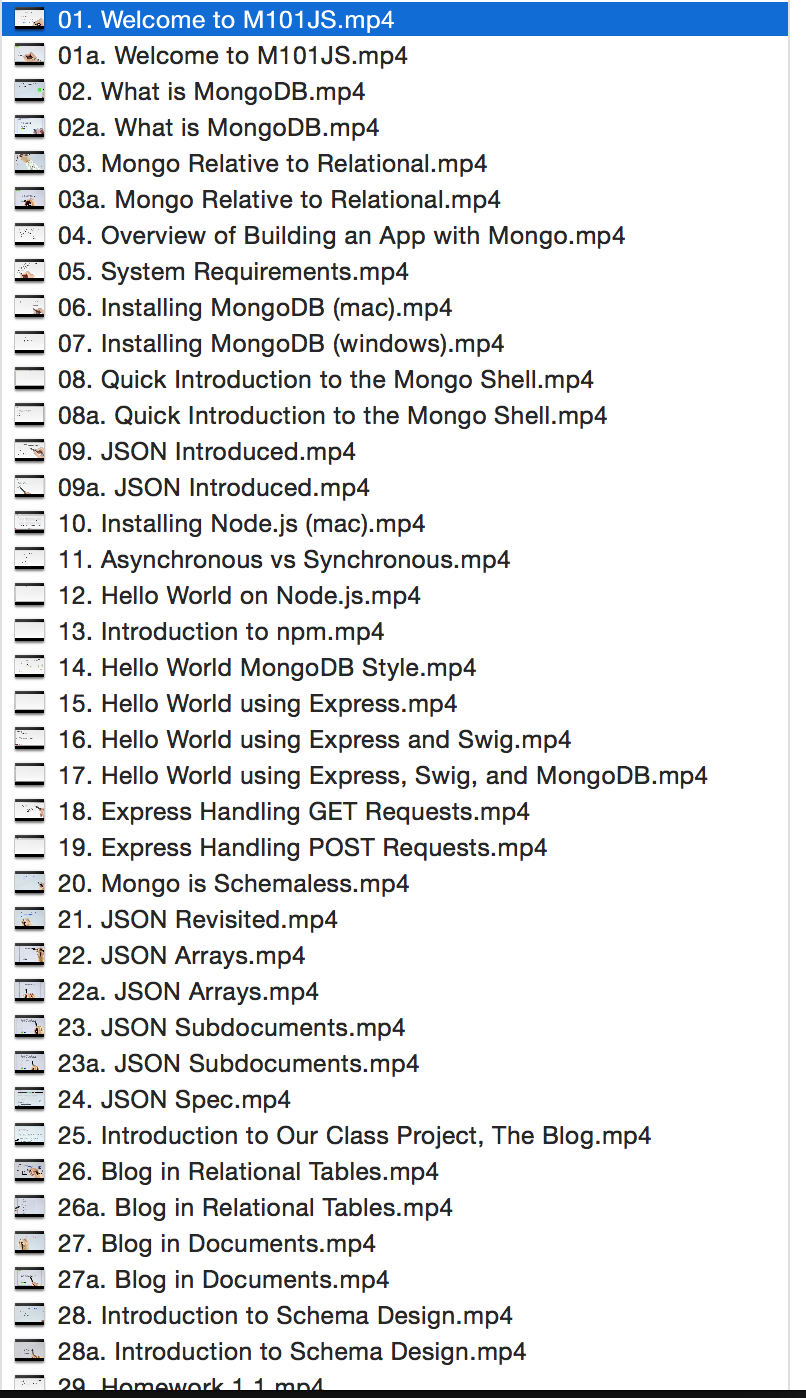 01. Welcome to M101JS.mp4
01a. Welcome to M101JS.mp4
02. What is MongoDB.mp4
02a. What is MongoDB.mp4
03. Mongo Relative to Relational.mp4
03a. Mongo Relative to Relational.mp4
04. Overview of Building an App with Mongo.mp4
05. System Requirements.mp4
06. Installing MongoDB (mac).mp4
07. Installing MongoDB (windows).mp4
08. Quick Introduction to the Mongo Shell.mp4
08a. Quick Introduction to the Mongo Shell.mp4
09. JSON Introduced.mp4
09a. JSON Introduced.mp4
10. Installing Node.js (mac).mp4
11. Asynchronous vs Synchronous.mp4
12. Hello World on Node.js.mp4
13. Introduction to npm.mp4
14. Hello World MongoDB Style.mp4
15. Hello World using Express.mp4
16. Hello World using Express and Swig.mp4
17. Hello World using Express, Swig, and MongoDB.mp4
18. Express Handling GET Requests.mp4
19. Express Handling POST Requests.mp4
20. Mongo is Schemaless.mp4
21. JSON Revisited.mp4
22. JSON Arrays.mp4
22a. JSON Arrays.mp4
23. JSON Subdocuments.mp4
23a. JSON Subdocuments.mp4
24. JSON Spec.mp4
25. Introduction to Our Class Project, The Blog.mp4
26. Blog in Relational Tables.mp4
26a. Blog in Relational Tables.mp4
27. Blog in Documents.mp4
27a. Blog in Documents.mp4
28. Introduction to Schema Design.mp4
28a. Introduction to Schema Design.mp4
29. Homework 1.1.mp4